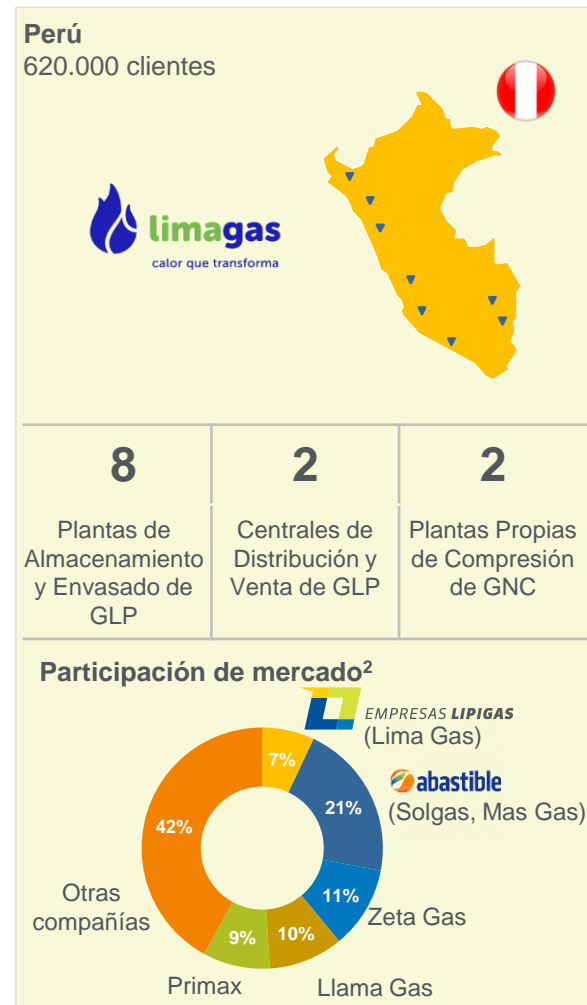 Perú
620.000 clientes
limagas
calor que transforma
8
Plantas de
Almacenamiento
y Envasado de
GLP
2
Centrales de
Distribución y
Venta de GLP
2
Plantas Propias
de Compresión
de GNC
Participación de mercado²
EMPRESAS LIPIGAS
(Lima Gas)
7%
abastible
(Solgas, Mas Gas)
21%
11%
Zeta Gas
10%
Llama Gas
9%
Primax
42%
Otras
compañías